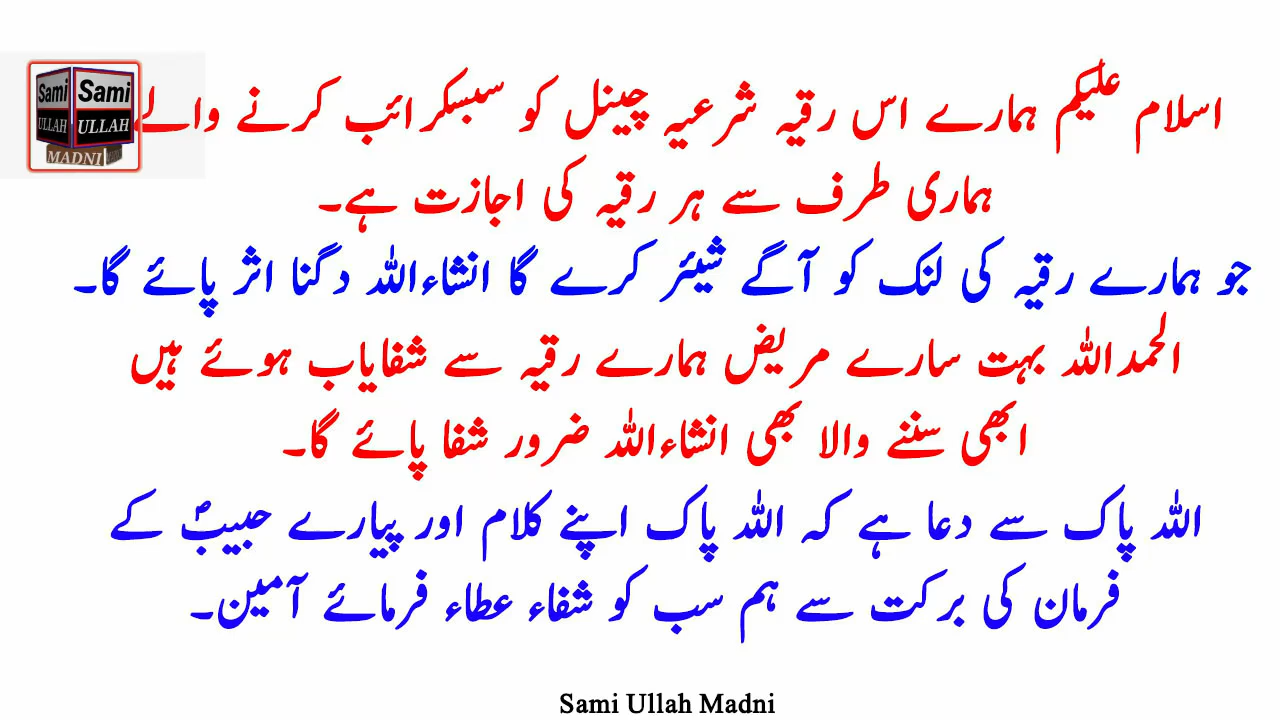 Sami
Sami
ULLAH
ULLAH
MADNI
اسلام علیکم ہمارے اس رقیہ شرعیہ چینل کو سبسکرائب کرنے والے
ہماری طرف سے ہر رقیہ کی اجازت ہے۔
جو ہمارے رقیہ کی لنک کو آگے شیئر کرے گا انشاءاللہ دگنا اثر پائے گا۔
الحمداللہ بہت سارے مریض ہمارے رقیہ سے شفایاب ہوئے ہیں
ابھی سننے والا بھی انشاءاللہ ضرور شفا پائے گا۔
اللہ پاک سے دعا ہے کہ اللہ پاک اپنے کلام اور پیارے حبیبؐ کے
فرمان کی برکت سے ہم سب کو شفاء عطاء فرمائے آمین۔
Sami Ullah Madni